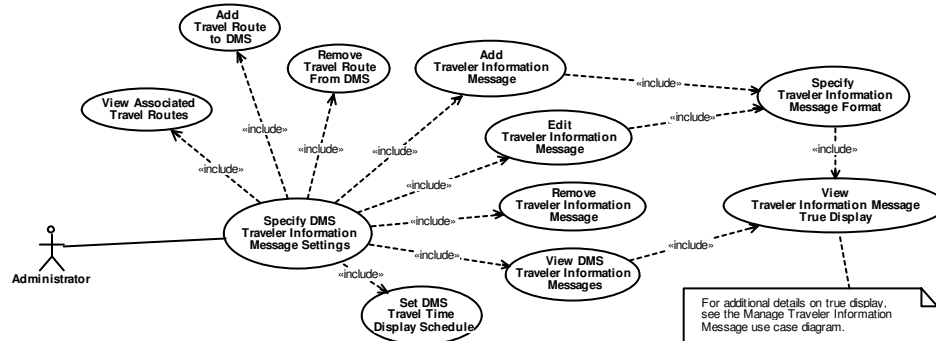 Add
Travel Route
to DMS
Remove
Travel Route
From DMS
Add
Traveler Information
Message
Specify
Traveler Information
Message Format
View Associated
Travel Routes
Edit
Traveler Information
Message
Remove
Traveler Information
Message
View
Traveler Information Message
True Display
Specify DMS
Traveler Information
Message Settings
View DMS
Traveler Information
Messages
Set DMS
Travel Time
Display Schedule
Administrator
«include»
«include»
«include»
«include»
«include»
«include»
«include»
«include»
«include»
«include»
«include»
«include»
For additional details on true display,
see the Manage Traveler Information
Message use case diagram.